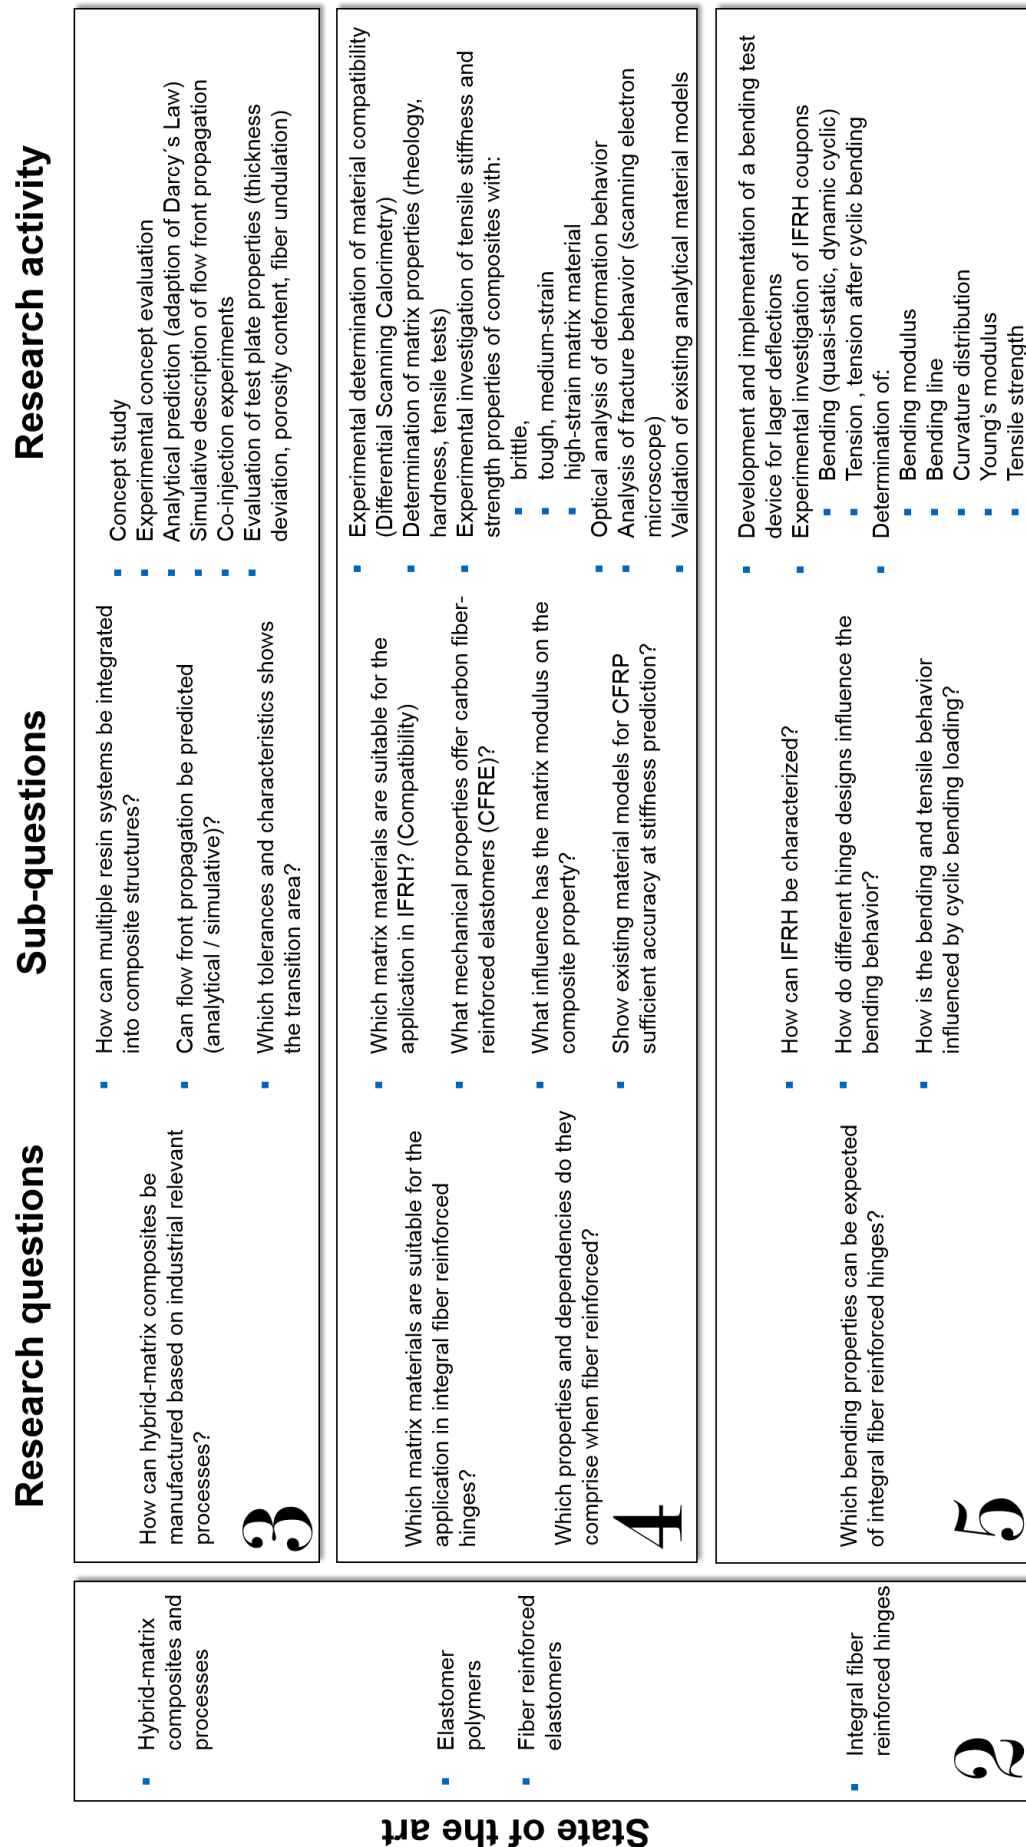 State of the art
Hybrid-matrix
composites and
processes
Elastomer
polymers
Fiber reinforced
elastomers
Integral fiber
reinforced hinges
2
Research questions
Sub-questions
Research activity
How can hybrid-matrix composites be
manufactured based on industrial relevant
processes?
3
How can multiple resin systems be integrated
into composite structures?
Can flow front propagation be predicted
(analytical / simulative)?
Which tolerances and characteristics shows
the transition area?
Concept study
Experimental concept evaluation
Analytical prediction (adaption of Darcy´s Law)
Simulative description of flow front propagation
Co-injection experiments
Evaluation of test plate properties (thickness
deviation, porosity content, fiber undulation)
Which matrix materials are suitable for the
application in integral fiber reinforced
hinges?
Which properties and dependencies do they
comprise when fiber reinforced?
4
Which matrix materials are suitable for the
application in IFRH? (Compatibility)
What mechanical properties offer carbon fiber-
reinforced elastomers (CFRE)?
What influence has the matrix modulus on the
composite property?
Show existing material models for CFRP
sufficient accuracy at stiffness prediction?
Experimental determination of material compatibility
(Differential Scanning Calorimetry)
Determination of matrix properties (rheology,
hardness, tensile tests)
Experimental investigation of tensile stiffness and
strength properties of composites with:
brittle,
tough, medium-strain
high-strain matrix material
Optical analysis of deformation behavior
Analysis of fracture behavior (scanning electron
microscope)
Validation of existing analytical material models
Which bending properties can be expected
of integral fiber reinforced hinges?
5
How can IFRH be characterized?
How do different hinge designs influence the
bending behavior?
How is the bending and tensile behavior
influenced by cyclic bending loading?
Development and implementation of a bending test
device for lager deflections
Experimental investigation of IFRH coupons
Bending (quasi-static, dynamic cyclic)
Tension , tension after cyclic bending
Determination of:
Bending modulus
Bending line
Curvature distribution
Young's modulus
Tensile strength